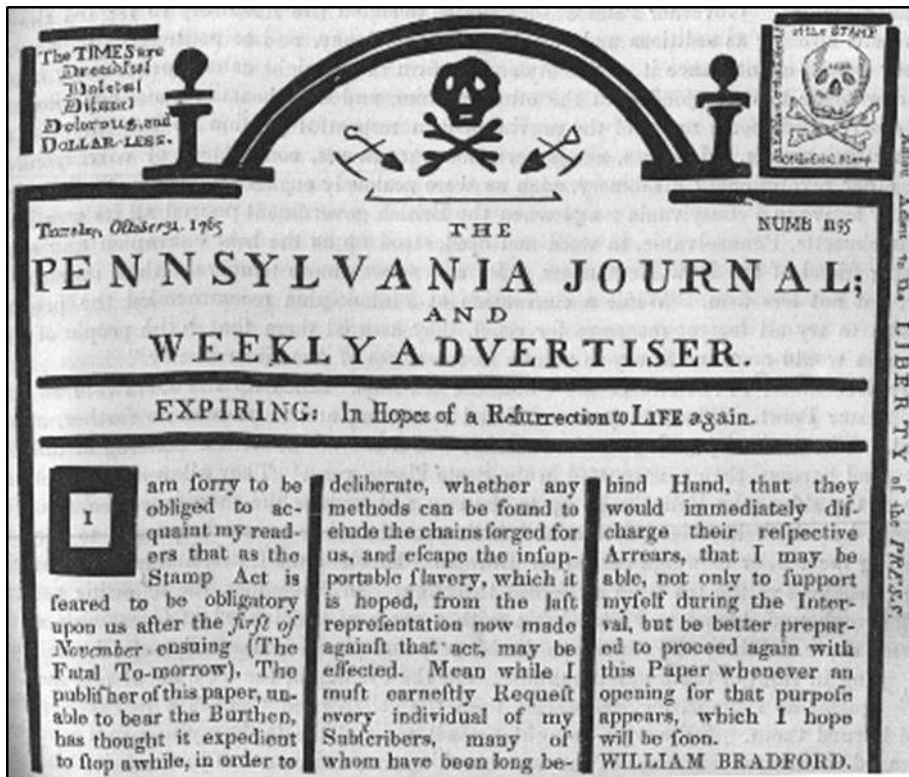 The TIMES are
Dreadful
Doleful
Dismal
Dolorous, and
DOLLAR-LESS.
Thursday, October 31. 1765
THE
NUMB 1195
PENNSYLVANIA JOURNAL;
AND
WEEKLY ADVERTISER.
EXPIRING: In Hopes of a Resurrection to LIFE again.
I am sorry to be
obliged to ac-
quaint my read-
ers that as the
Stamp Act is
feared to be obligatory
upon us after the first of
November ensuing (The
Fatal To-morrow), The
publisher of this paper, un-
able to bear the Burthen,
has thought it expedient
to stop awhile, in order to
deliberate, whether any
methods can be found to
elude the chains forged for
us, and escape the insup-
portable slavery, which it
is hoped, from the last
representation now made
against that act, may be
effected. Mean while I
must earnestly Request
every individual of my
Subscribers, many of
whom have been long be-
hind Hand, that they
would immediately dis-
charge their respective
Arrears, that I may be
able, not only to support
myself during the Inter-
val, but be better prepar-
ed to proceed again with
this Paper whenever an
opening for that purpose
appears, which I hope
will be soon.
WILLIAM BRADFORD.
Adieu to the LIBERTY of the PRESS.